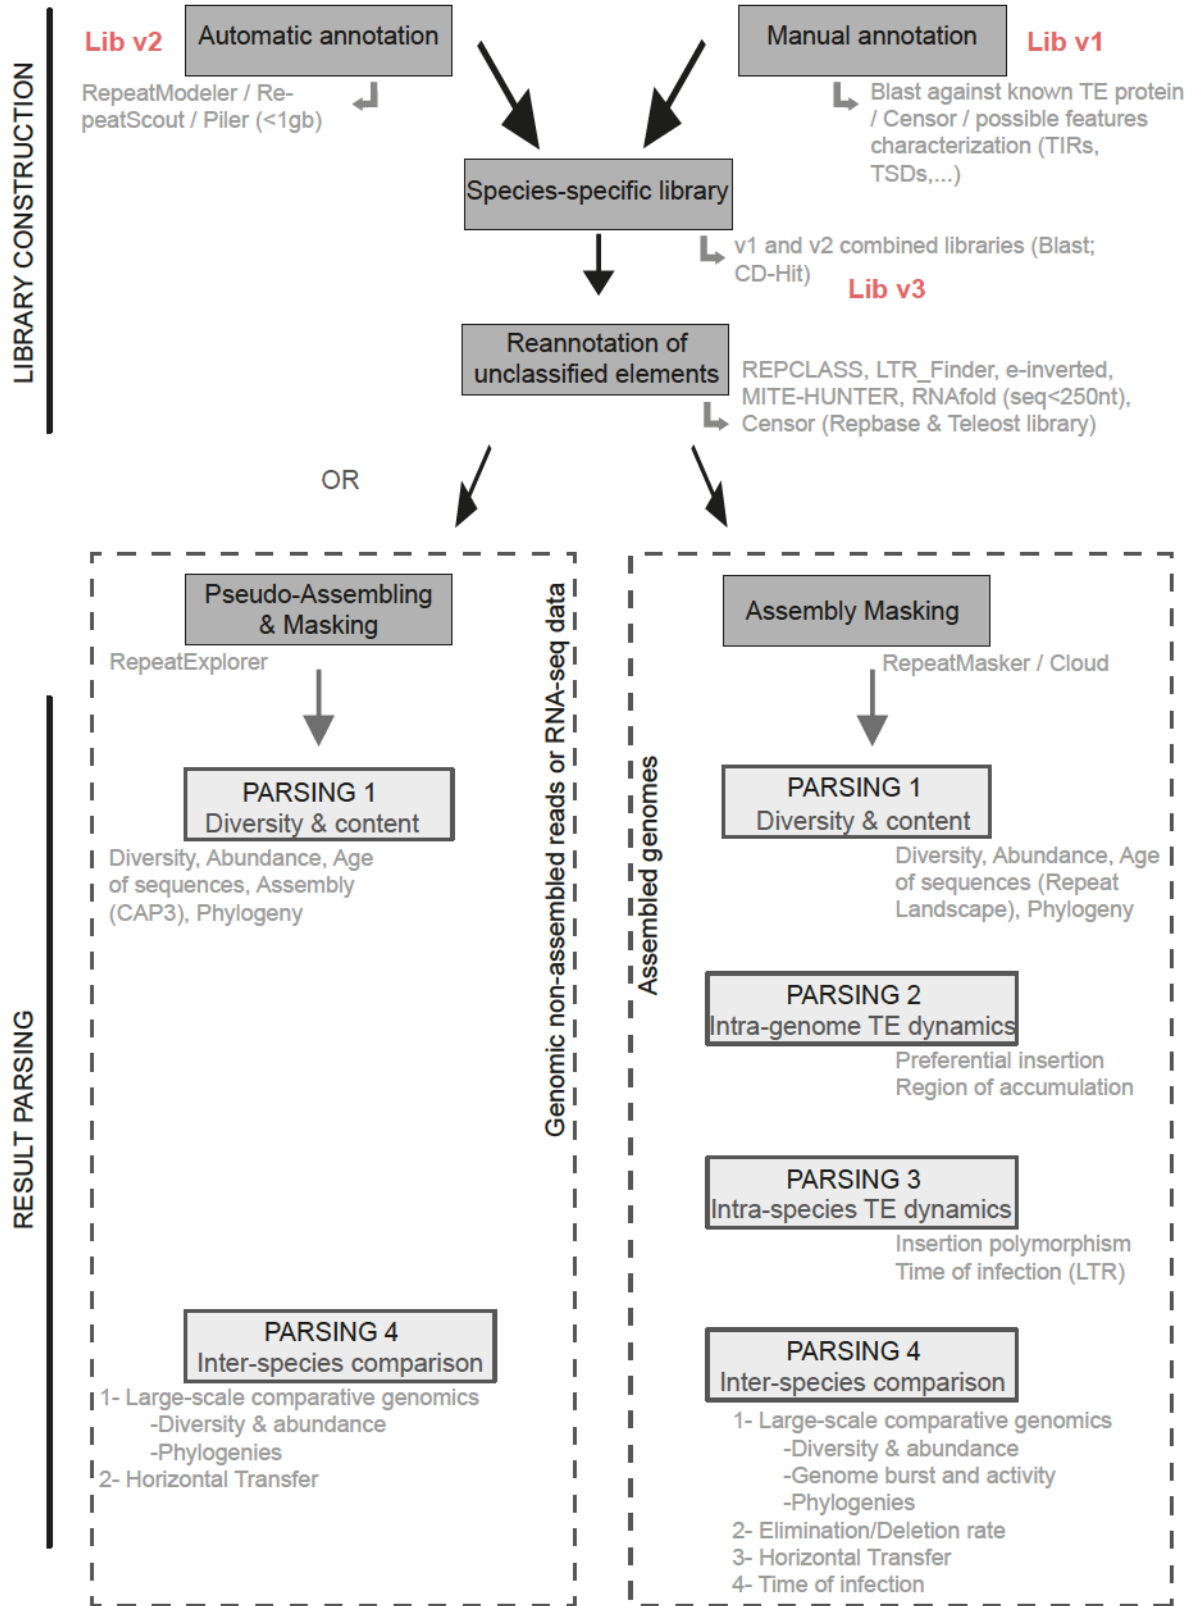 LIBRARY CONSTRUCTION
Lib v2
Automatic annotation
RepeatModeler / Re-
peatScout / Piler (<1gb)
Manual annotation
Lib v1
Blast against known TE protein
/ Censor / possible features
characterization (TIRs,
TSDs,...)
Species-specific library
v1 and v2 combined libraries (Blast;
CD-Hit)
Lib v3
Reannotation of
unclassified elements
REPCLASS, LTR_Finder, e-inverted,
MITE-HUNTER, RNAfold (seq<250nt),
Censor (Repbase & Teleost library)
OR
RESULT PARSING
Pseudo-Assembling
& Masking
RepeatExplorer
PARSING 1
Diversity & content
Diversity, Abundance, Age
of sequences, Assembly
(CAP3), Phylogeny
PARSING 4
Inter-species comparison
1- Large-scale comparative genomics
-Diversity & abundance
-Phylogenies
2- Horizontal Transfer
Genomic non-assembled reads or RNA-seq data
Assembled genomes
Assembly Masking
RepeatMasker / Cloud
PARSING 1
Diversity & content
Diversity, Abundance, Age
of sequences (Repeat
Landscape), Phylogeny
PARSING 2
Intra-genome TE dynamics
Preferential insertion
Region of accumulation
PARSING 3
Intra-species TE dynamics
Insertion polymorphism
Time of infection (LTR)
PARSING 4
Inter-species comparison
1- Large-scale comparative genomics
-Diversity & abundance
-Genome burst and activity
-Phylogenies
2- Elimination/Deletion rate
3- Horizontal Transfer
4- Time of infection